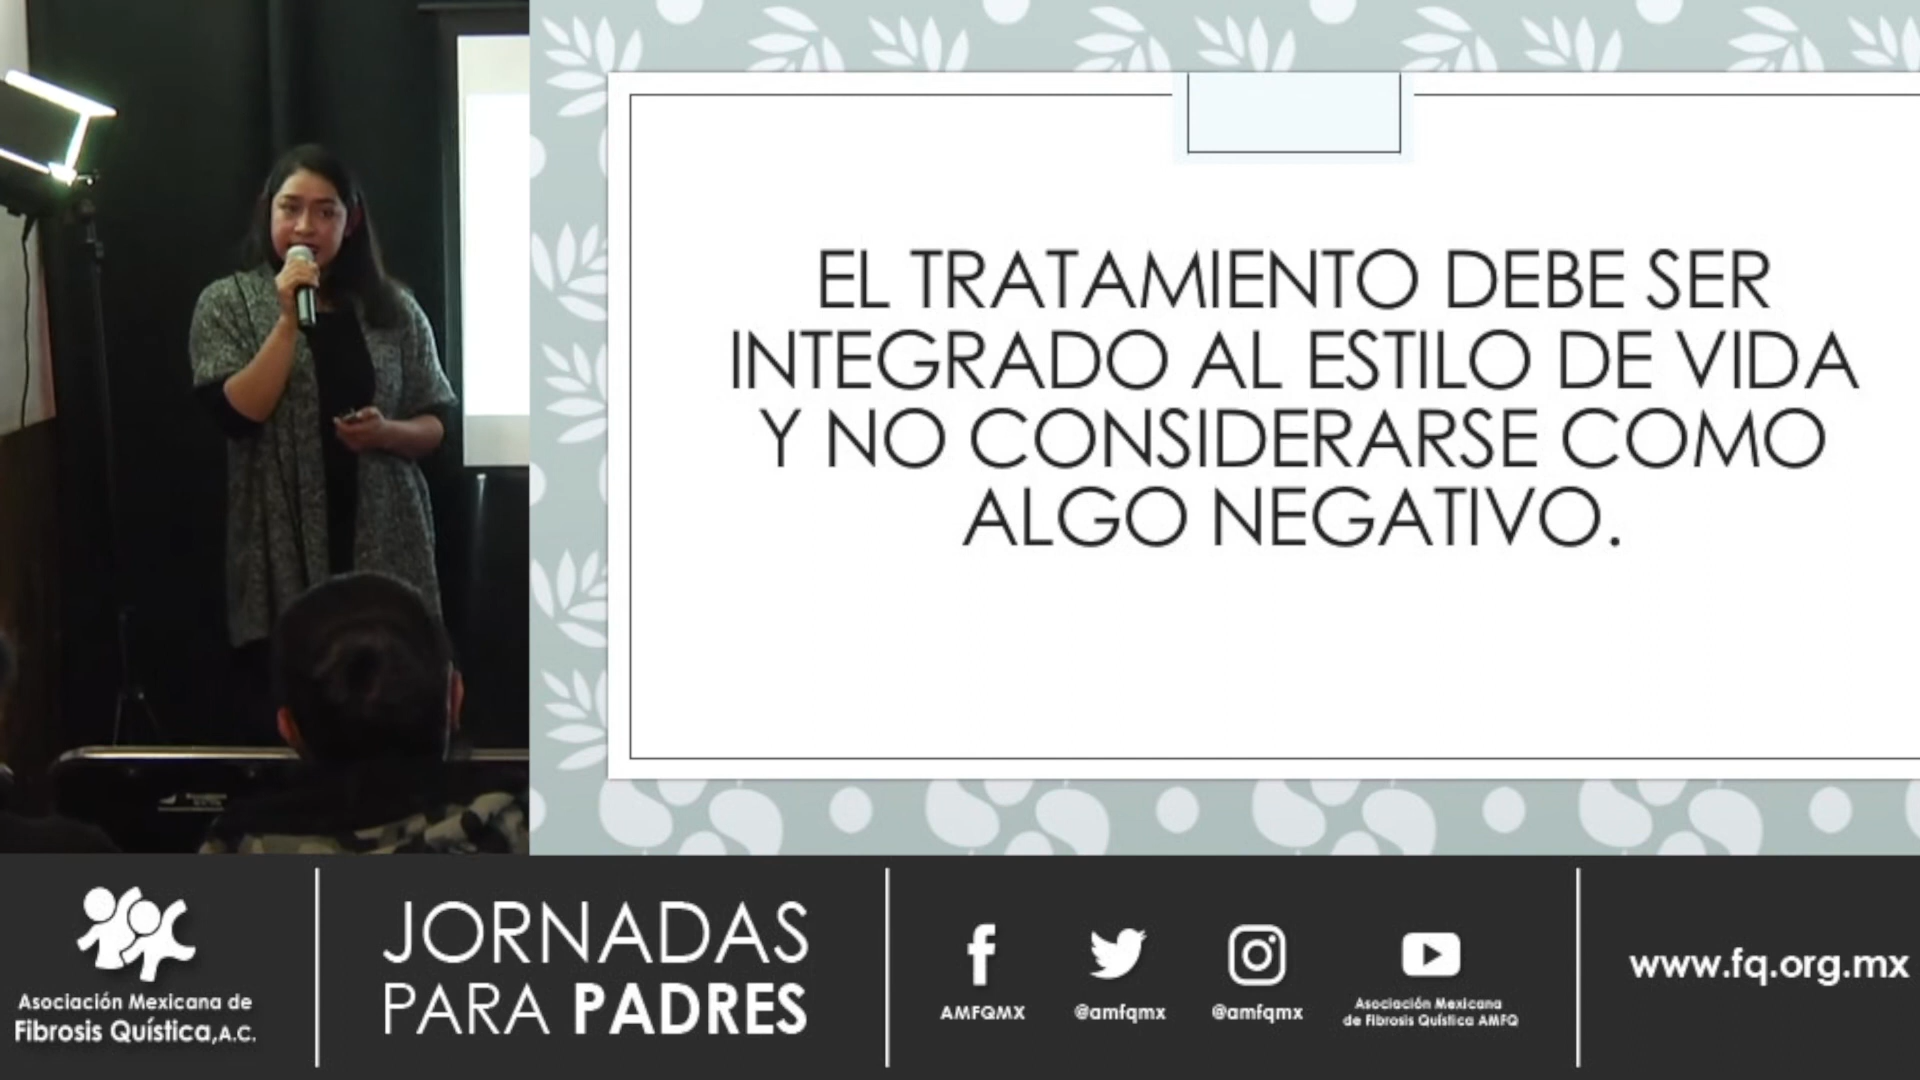 EL TRATAMIENTO DEBE SER
INTEGRADO AL ESTILO DE VIDA
Y NO CONSIDERARSE COMO
ALGO NEGATIVO.
Asociación Mexicana de
Fibrosis Quística, A.C.
JORNADAS
PARA PADRES
AMFQMX
@amfqmx
@amfqmx
Asociación Mexicana
de Fibrosis Quística AMFQ
www.fq.org.mx